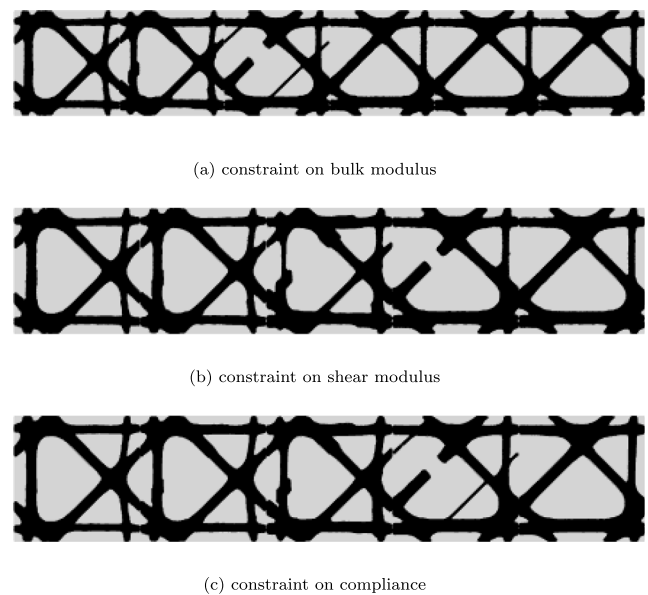 (a) constraint on bulk modulus
(b) constraint on shear modulus
(c) constraint on compliance